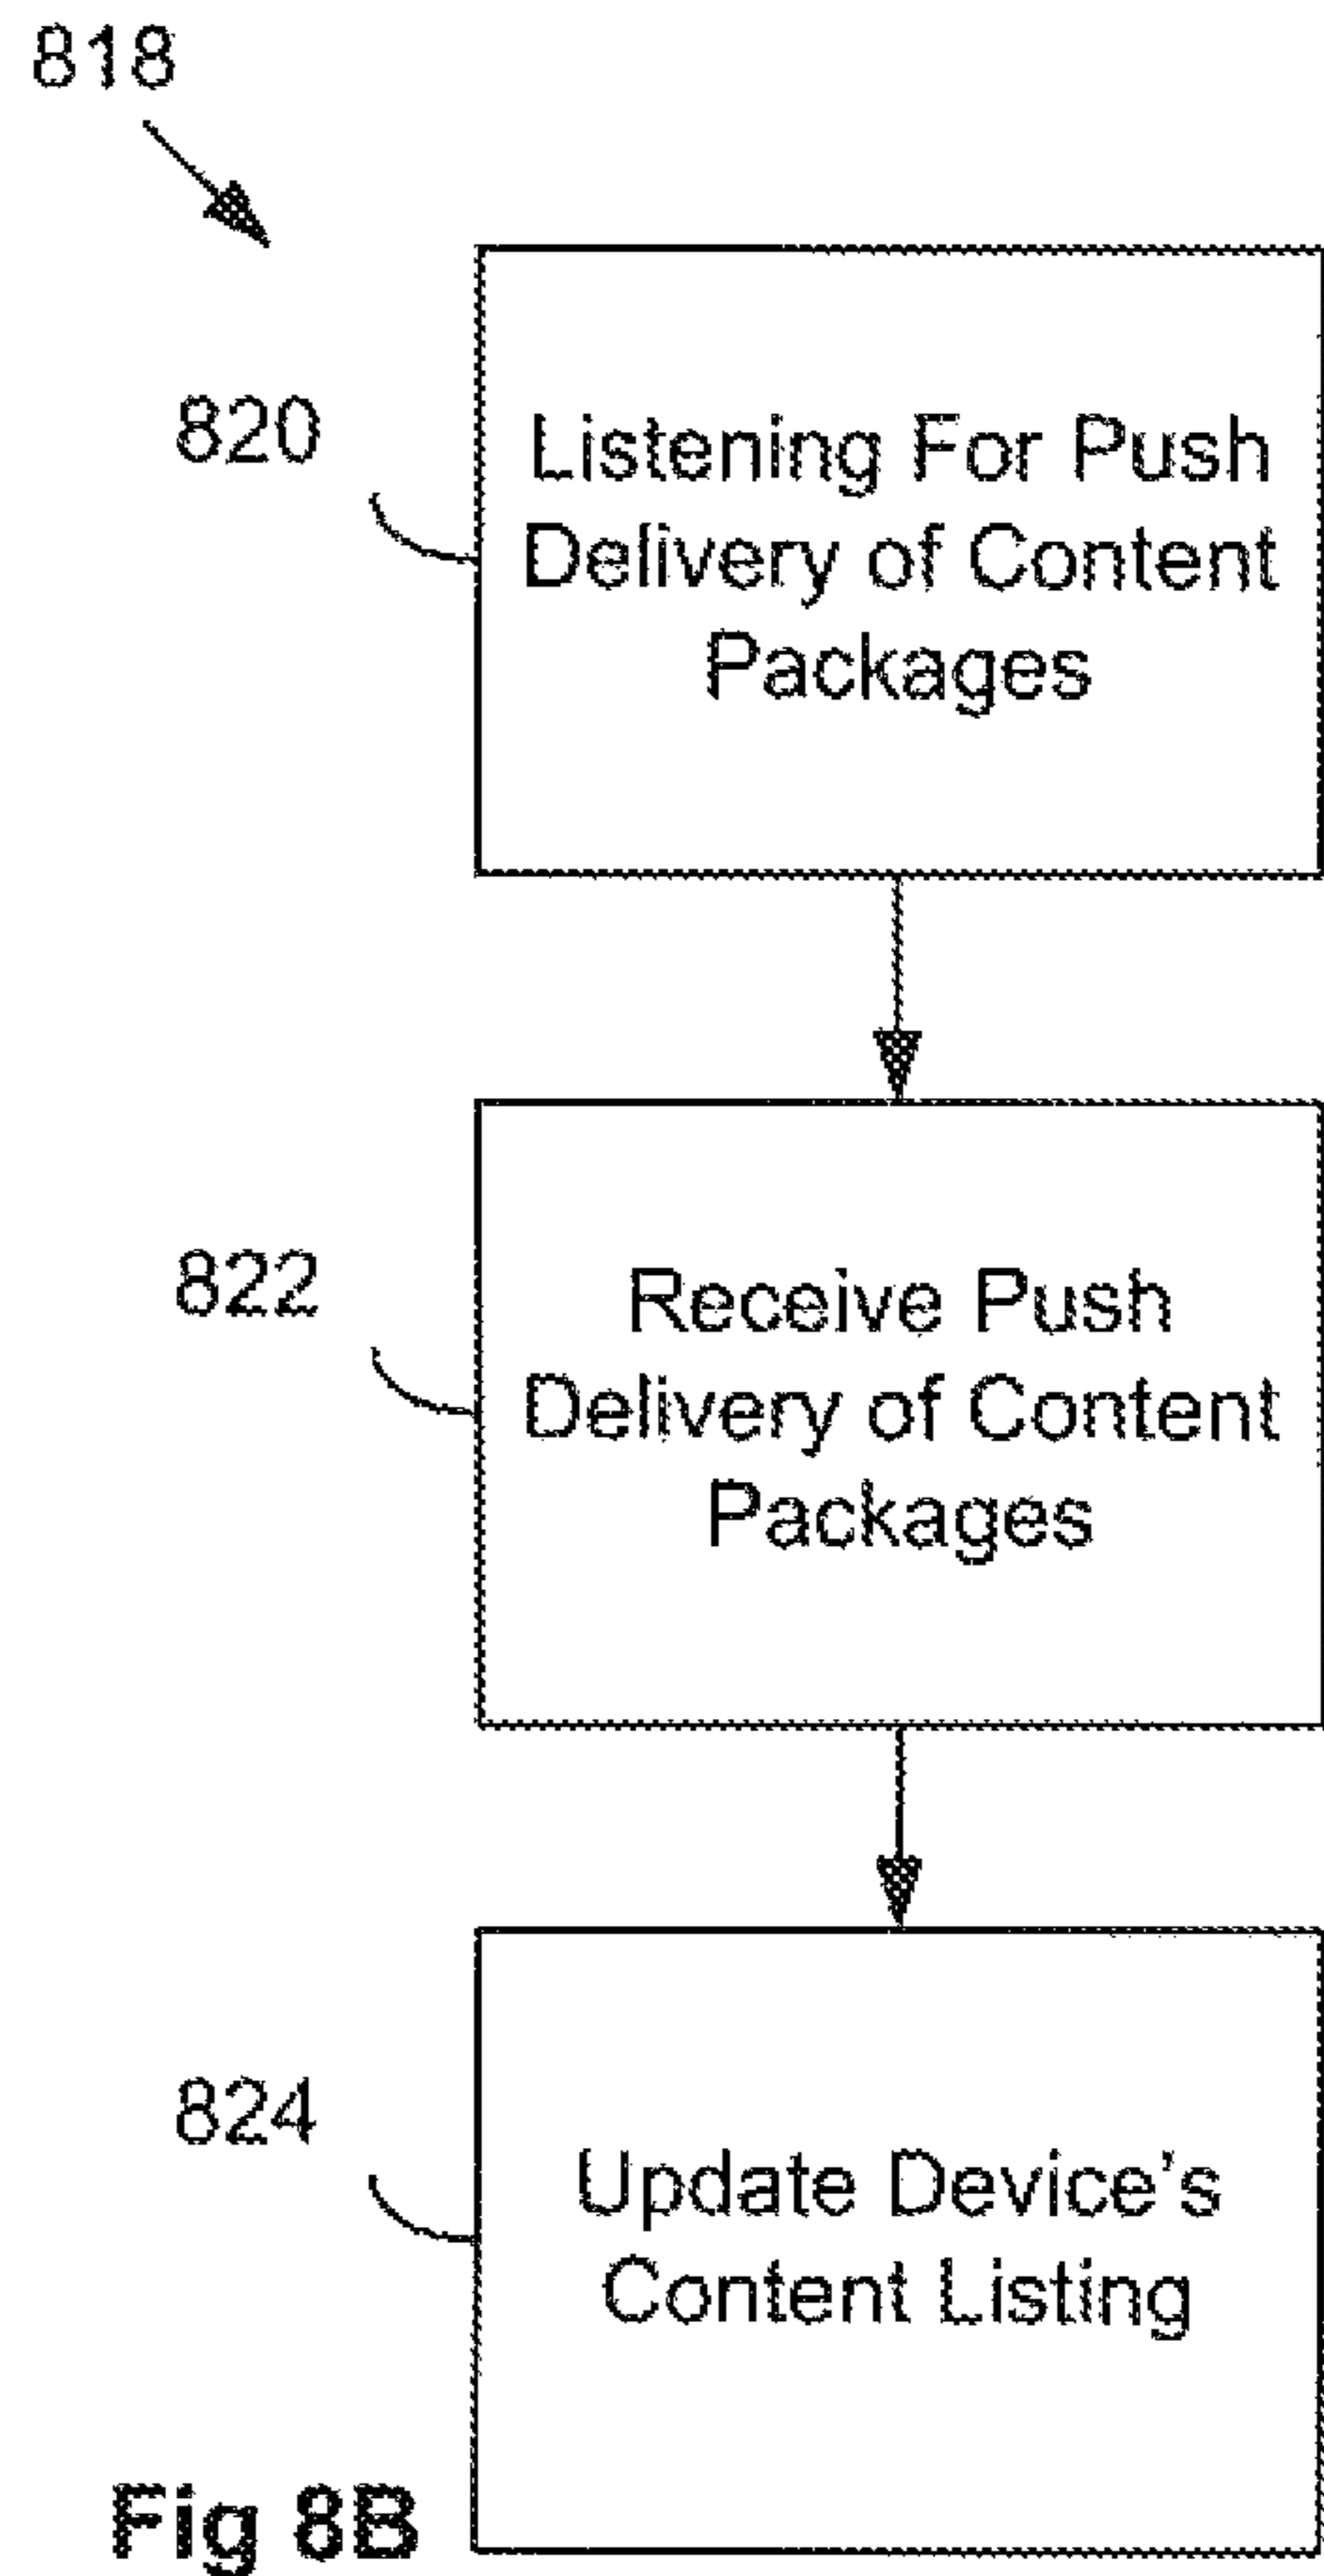 818
820
Listening For Push
Delivery of Content
Packages
822
Receive Push
Delivery of Content
Packages
824
Update Device's
Content Listing
Fig 8B